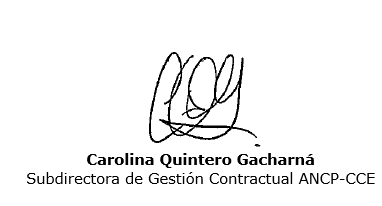 Carolina Quintero Gacharná
Subdirectora de Gestión Contractual ANCP-CCE